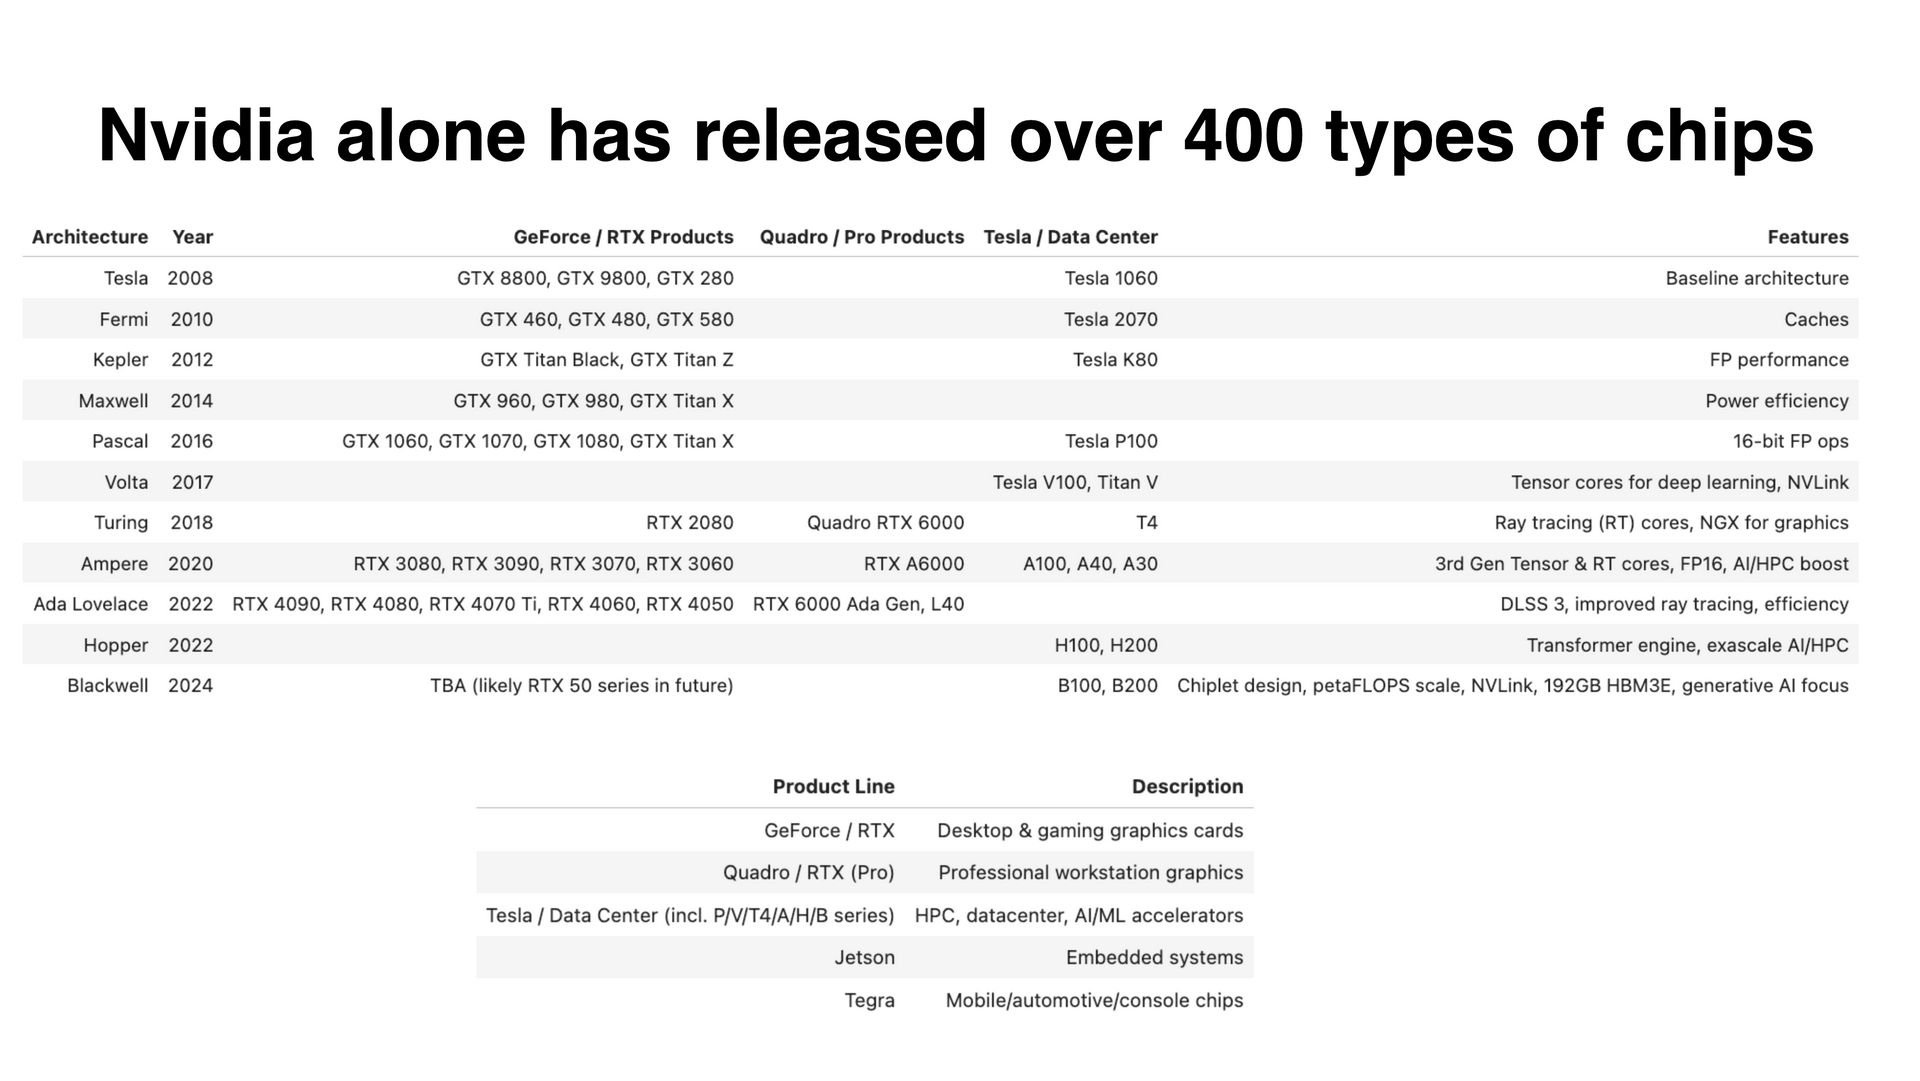 Nvidia alone has released over 400 types of chips
Architecture Year GeForce / RTX Products Quadro / Pro Products Tesla / Data Center Features
Tesla 2008 GTX 8800, GTX 9800, GTX 280 Tesla 1060 Baseline architecture
Fermi 2010 GTX 460, GTX 480, GTX 580 Tesla 2070 Caches
Kepler 2012 GTX Titan Black, GTX Titan Z Tesla K80 FP performance
Maxwell 2014 GTX 960, GTX 980, GTX Titan X Power efficiency
Pascal 2016 GTX 1060, GTX 1070, GTX 1080, GTX Titan X Tesla P100 16-bit FP ops
Volta 2017 Tesla V100, Titan V Tensor cores for deep learning, NVLink
Turing 2018 RTX 2080 Quadro RTX 6000 T4 Ray tracing (RT) cores, NGX for graphics
Ampere 2020 RTX 3080, RTX 3090, RTX 3070, RTX 3060 RTX A6000 A100, A40, A30 3rd Gen Tensor & RT cores, FP16, AI/HPC boost
Ada Lovelace 2022 RTX 4090, RTX 4080, RTX 4070 Ti, RTX 4060, RTX 4050 RTX 6000 Ada Gen, L40 DLSS 3, improved ray tracing, efficiency
Hopper 2022 H100, H200 Transformer engine, exascale AI/HPC
Blackwell 2024 TBA (likely RTX 50 series in future) B100, B200 Chiplet design, petaFLOPS scale, NVLink, 192GB HBM3E, generative AI focus
Product Line Description
GeForce / RTX Desktop & gaming graphics cards
Quadro / RTX (Pro) Professional workstation graphics
Tesla / Data Center (incl. P/V/T4/A/H/B series) HPC, datacenter, AI/ML accelerators
Jetson Embedded systems
Tegra Mobile/automotive/console chips